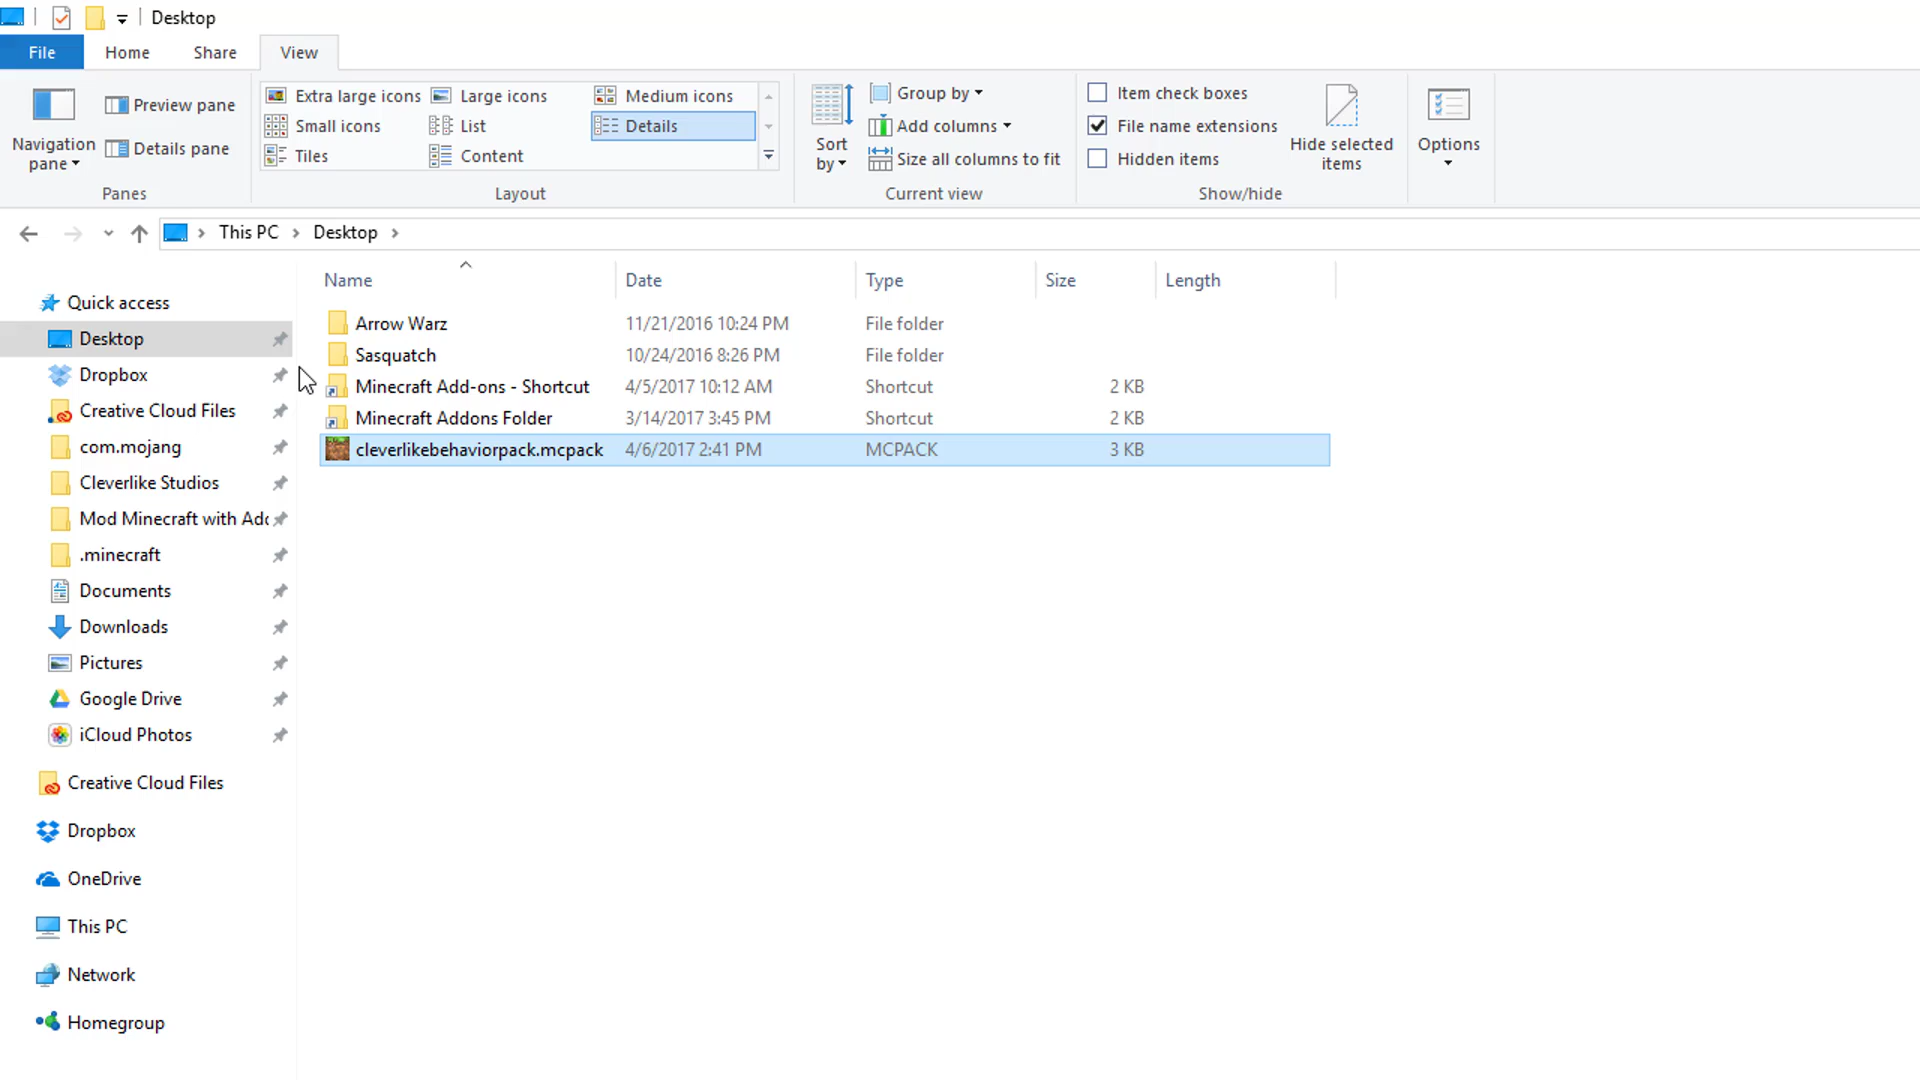 Desktop
File Home Share View
Navigation pane
Preview pane
Details pane
Panes
Extra large icons Large icons Medium icons
Small icons List Details
Tiles Content
Layout
Sort by
Group by
Add columns
Size all columns to fit
Current view
Item check boxes
File name extensions
Hidden items
Hide selected items
Show/hide
Options
This PC Desktop
Quick access
Desktop
Dropbox
Creative Cloud Files
com.mojang
Cleverlike Studios
Mod Minecraft with Add
.minecraft
Documents
Downloads
Pictures
Google Drive
iCloud Photos
Creative Cloud Files
Dropbox
OneDrive
This PC
Network
Homegroup
Name Date Type Size Length
Arrow Warz 11/21/2016 10:24 PM File folder
Sasquatch 10/24/2016 8:26 PM File folder
Minecraft Add-ons - Shortcut 4/5/2017 10:12 AM Shortcut 2 KB
Minecraft Addons Folder 3/14/2017 3:45 PM Shortcut 2 KB
cleverlikebehaviorpack.mcpack 4/6/2017 2:41 PM MCPACK 3 KB